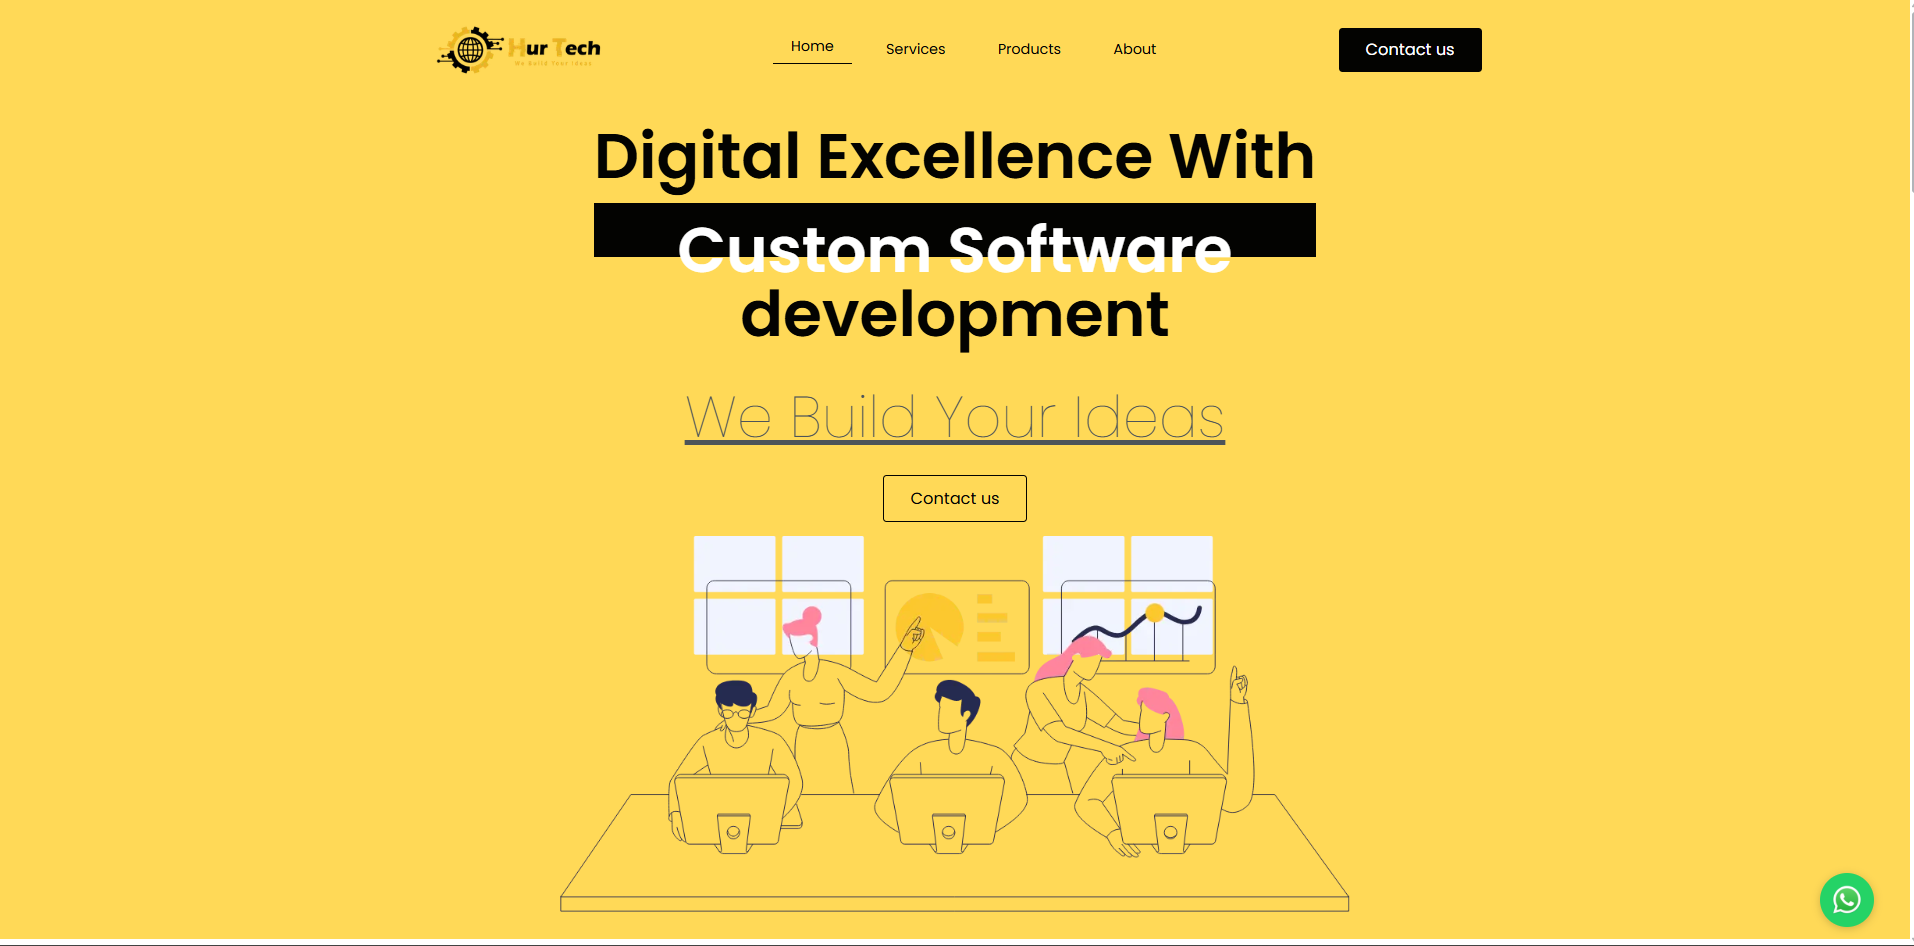 Hur Tech
We Build Your Ideas
Home
Services
Products
About
Contact us
Digital Excellence With
Custom Software
development
We Build Your Ideas
Contact us